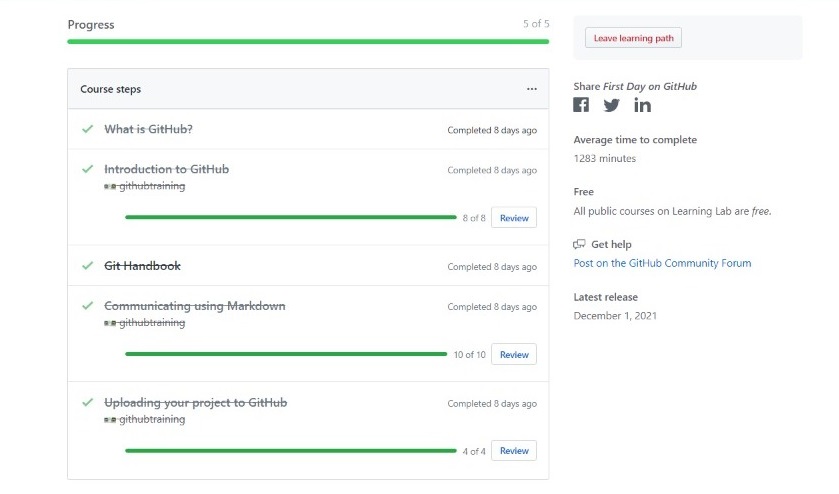 Progress 5 of 5
Course steps ...
What is GitHub? Completed 8 days ago
Introduction to GitHub Completed 8 days ago
githubtraining
8 of 8 Review
Git Handbook Completed 8 days ago
Communicating using Markdown Completed 8 days ago
githubtraining
10 of 10 Review
Uploading your project to GitHub Completed 8 days ago
githubtraining
4 of 4 Review
Leave learning path
Share First Day on GitHub
Average time to complete
1283 minutes
Free
All public courses on Learning Lab are free.
Get help
Post on the GitHub Community Forum
Latest release
December 1, 2021